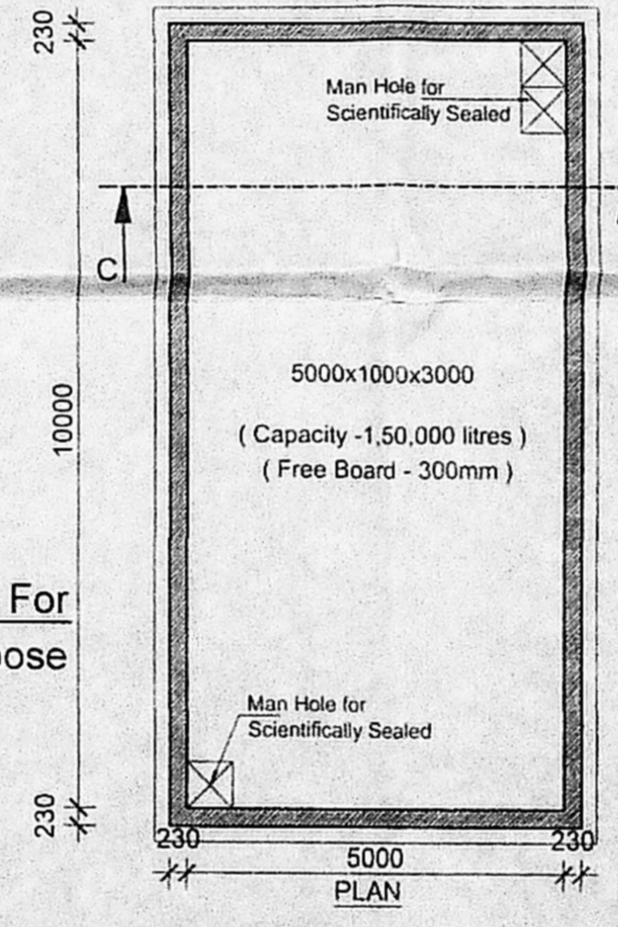 230
Man Hole for
Scientifically Sealed
C
5000x1000x3000
( Capacity -1,50,000 litres )
( Free Board - 300mm )
10000
For
pose
Man Hole for
Scientifically Sealed
230
230
230
5000
PLAN